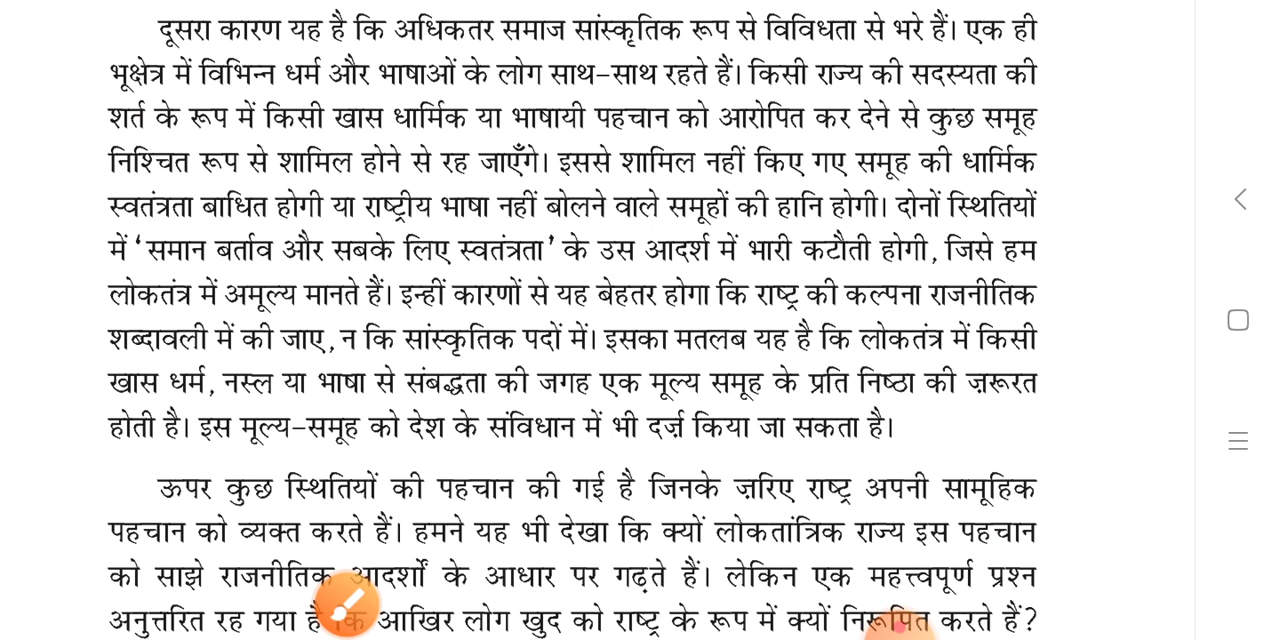 दूसरा कारण यह है कि अधिकतर समाज सांस्कृतिक रूप से विविधता से भरे हैं। एक ही
भूक्षेत्र में विभिन्न धर्म और भाषाओं के लोग साथ-साथ रहते हैं। किसी राज्य की सदस्यता की
शर्त के रूप में किसी खास धार्मिक या भाषायी पहचान को आरोपित कर देने से कुछ समूह
निश्चित रूप से शामिल होने से रह जाएँगे। इससे शामिल नहीं किए गए समूह की धार्मिक
स्वतंत्रता बाधित होगी या राष्ट्रीय भाषा नहीं बोलने वाले समूहों की हानि होगी। दोनों स्थितियों
में ‘समान बर्ताव और सबके लिए स्वतंत्रता’ के उस आदर्श में भारी कटौती होगी, जिसे हम
लोकतंत्र में अमूल्य मानते हैं। इन्हीं कारणों से यह बेहतर होगा कि राष्ट्र की कल्पना राजनीतिक
शब्दावली में की जाए, न कि सांस्कृतिक पदों में। इसका मतलब यह है कि लोकतंत्र में किसी
खास धर्म, नस्ल या भाषा से संबद्धता की जगह एक मूल्य समूह के प्रति निष्ठा की ज़रूरत
होती है। इस मूल्य-समूह को देश के संविधान में भी दर्ज़ किया जा सकता है।
ऊपर कुछ स्थितियों की पहचान की गई है जिनके ज़रिए राष्ट्र अपनी सामूहिक
पहचान को व्यक्त करते हैं। हमने यह भी देखा कि क्यों लोकतांत्रिक राज्य इस पहचान
को साझे राजनीतिक आदर्शों के आधार पर गढ़ते हैं। लेकिन एक महत्त्वपूर्ण प्रश्न
अनुत्तरित रह गया है कि आखिर लोग खुद को राष्ट्र के रूप में क्यों निरूपित करते हैं?